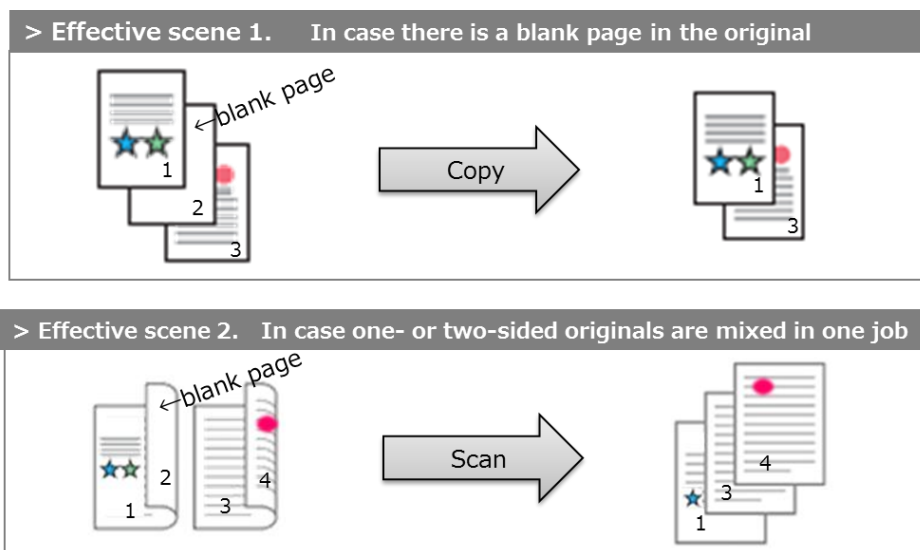 > Effective scene 1. In case there is a blank page in the original
←blank page
1
2
3
Copy
1
3
> Effective scene 2. In case one- or two-sided originals are mixed in one job
←blank page
1
2
3
4
Scan
1
3
4